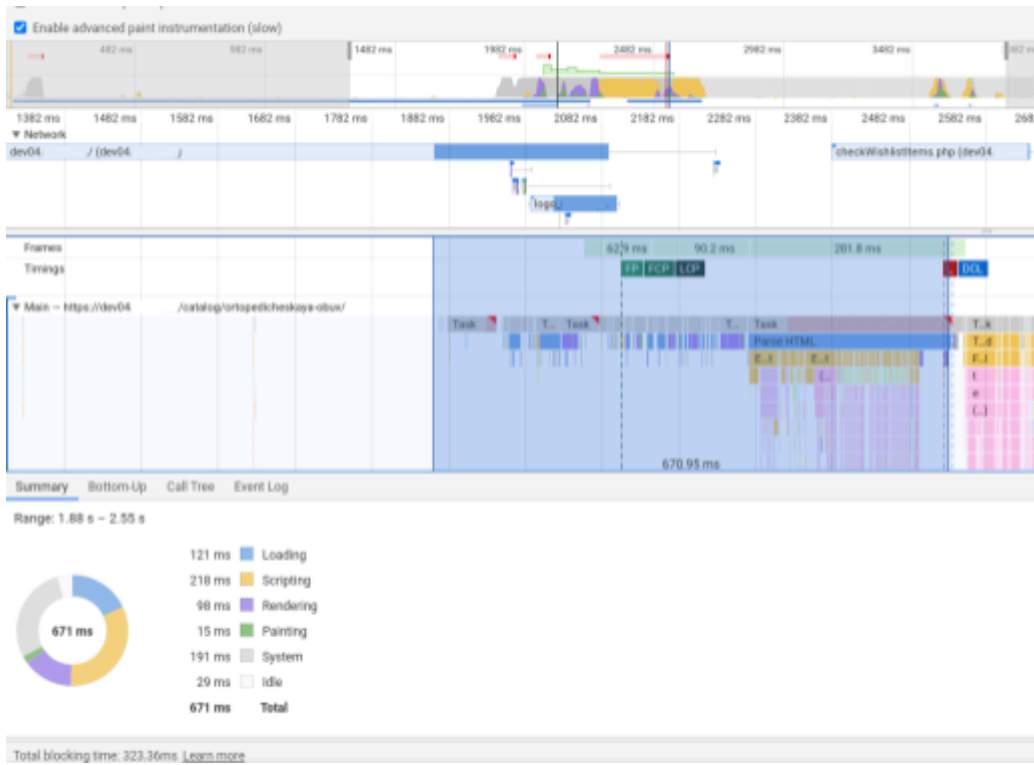 Enable advanced paint instrumentation (slow)
482 ms 982 ms 1482 ms 1982 ms 2482 ms 2982 ms 3482 ms
1382 ms 1482 ms 1582 ms 1682 ms 1782 ms 1882 ms 1982 ms 2082 ms 2182 ms 2282 ms 2382 ms 2482 ms 2582 ms 268
▼ Network
dev04. / (dev04. ) checkWishlistItems.php (dev04.
logo
Frames 62.9 ms 90.2 ms 281.8 ms
Timings FP FCP LCP L DCL
▼ Main — https://dev04. /catalog/ortopedicheskaya-obux/
Task T... Task T... Task T...k
Parse HTML T...d
E...t E...t F...l
(... t
e
(...)
670.95 ms
Summary Bottom-Up Call Tree Event Log
Range: 1.88 s – 2.55 s
121 ms Loading
218 ms Scripting
98 ms Rendering
671 ms 15 ms Painting
191 ms System
29 ms Idle
671 ms Total
Total blocking time: 323.36ms Learn more